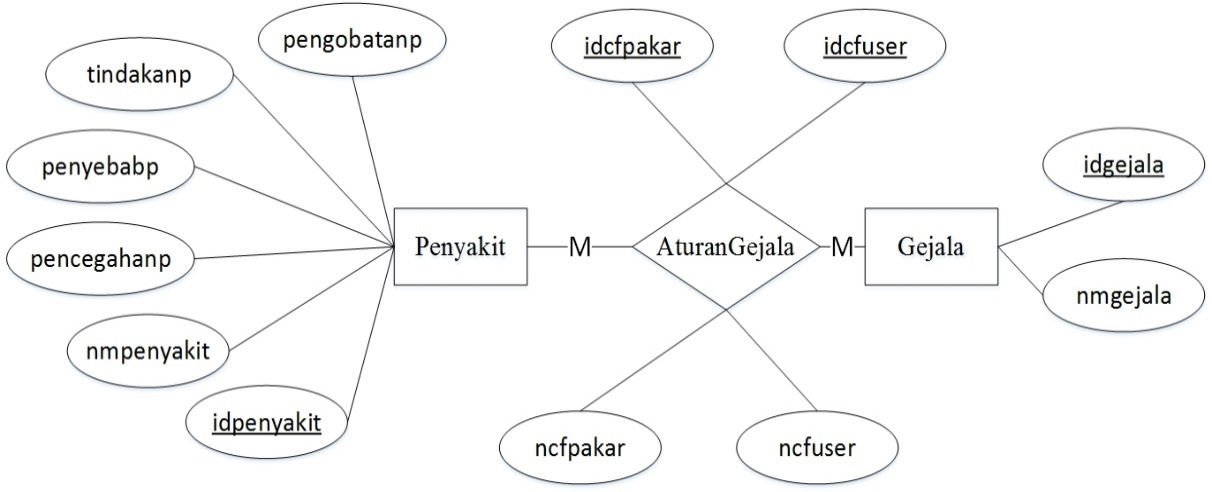 pengobatanp
idcfpakar
idcfuser
tindakanp
penyebabp
idgejala
pencegahanp
Penyakit
M
AturanGejala
M
Gejala
nmgejala
nmpenyakit
idpenyakit
ncfpakar
ncfuser